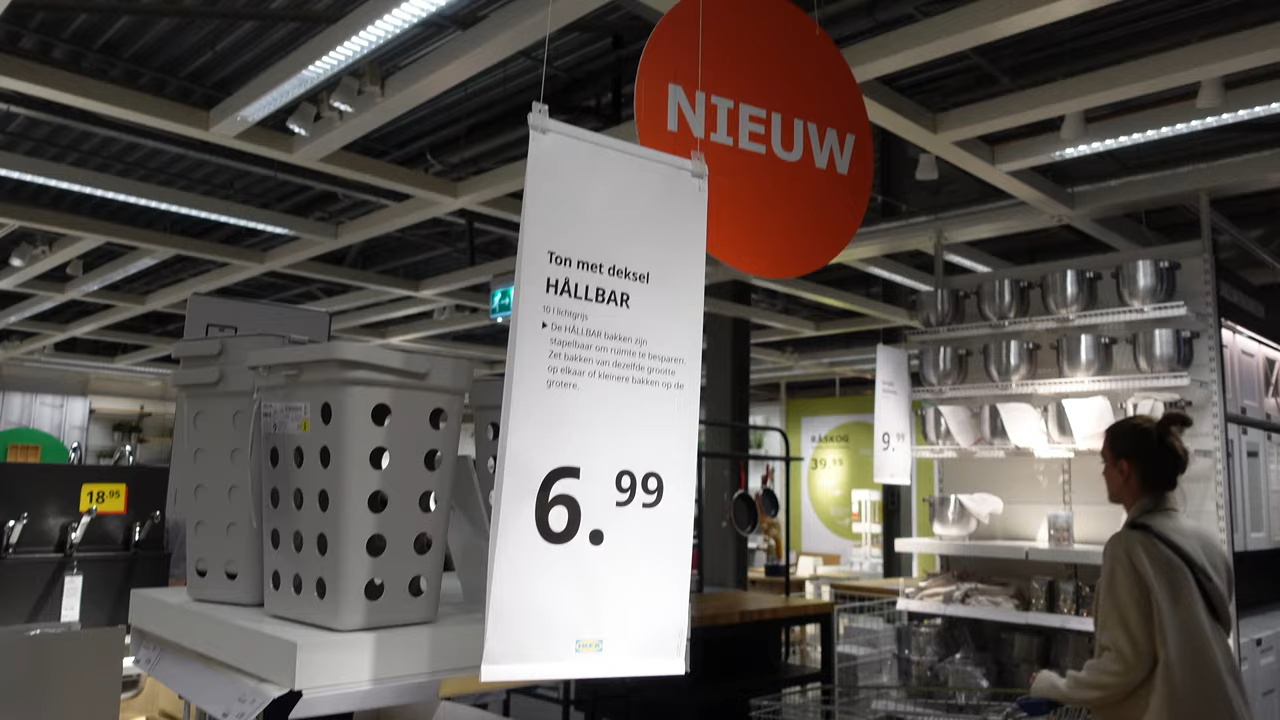 NIEUW
Ton met deksel
HÅLLBAR
10 l lichtgrijs
▶ De HÅLLBAR bakken zijn
stapelbaar om ruimte te besparen.
Zet bakken van dezelfde grootte
op elkaar of kleinere bakken op de
grotere.
6.99
IKEA
18.95
RÅSKOG
39.95
9.99